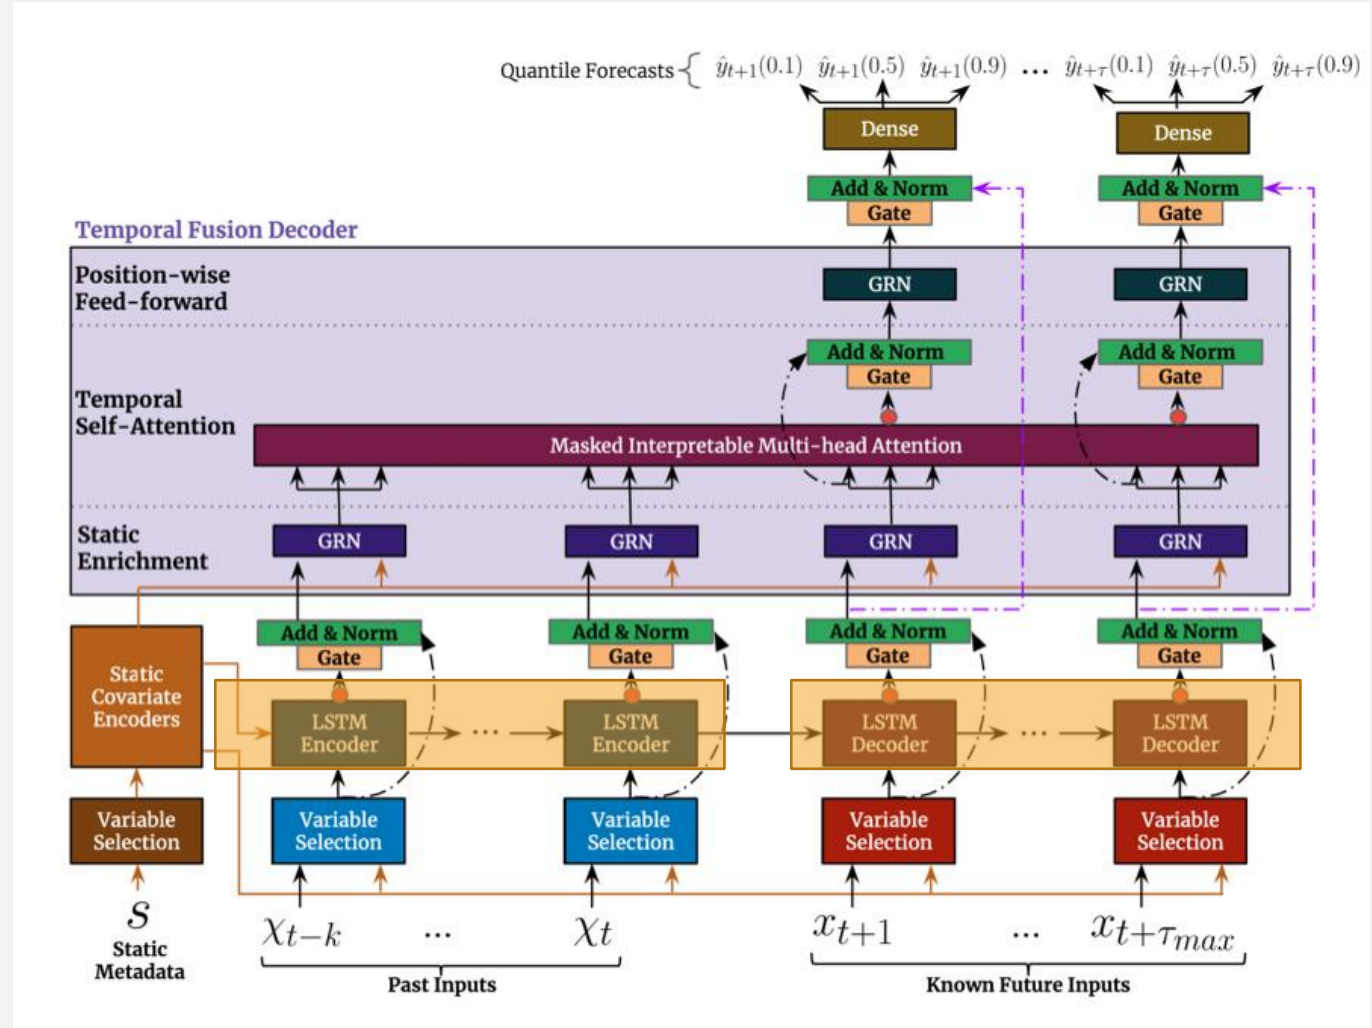 Quantile Forecasts { ŷt+1(0.1) ŷt+1(0.5) ŷt+1(0.9) ... ŷt+τ(0.1) ŷt+τ(0.5) ŷt+τ(0.9)
Dense Dense
Add & Norm Add & Norm
Gate Gate
Temporal Fusion Decoder
Position-wise
Feed-forward
GRN GRN
Add & Norm Add & Norm
Gate Gate
Temporal
Self-Attention
Masked Interpretable Multi-head Attention
Static
Enrichment
GRN GRN GRN GRN
Add & Norm Add & Norm Add & Norm Add & Norm
Gate Gate Gate Gate
Static
Covariate
Encoders
LSTM
Encoder
...
LSTM
Encoder
LSTM
Decoder
...
LSTM
Decoder
Variable
Selection
Variable
Selection
Variable
Selection
Variable
Selection
Variable
Selection
s
Static
Metadata
χt−k ... χt xt+1 ... xt+τmax
Past Inputs Known Future Inputs